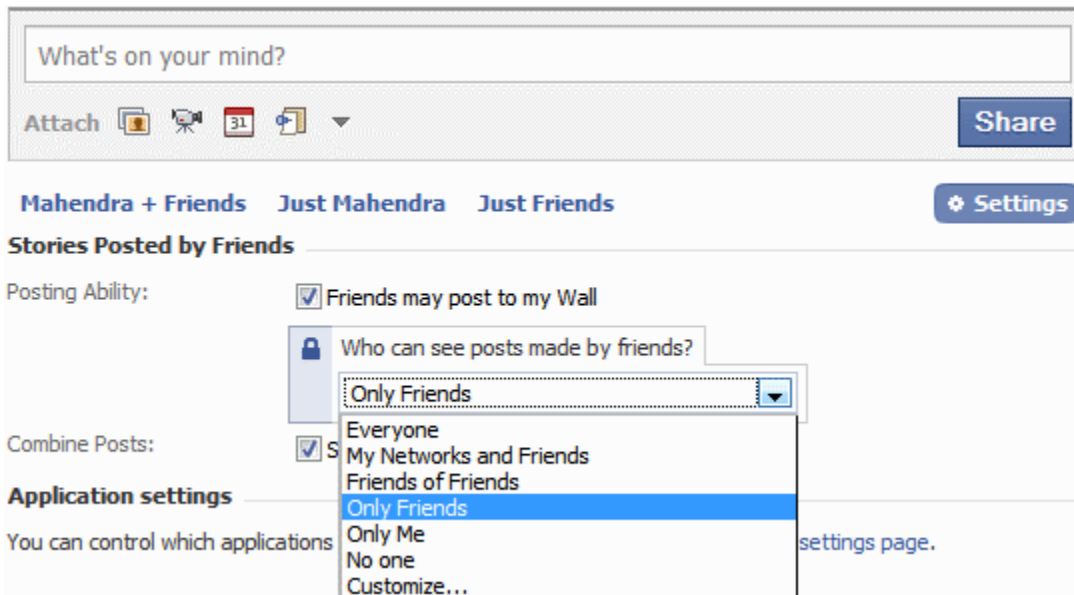 What's on your mind?
Attach 31 Share
Mahendra + Friends Just Mahendra Just Friends Settings
Stories Posted by Friends
Posting Ability: Friends may post to my Wall
Who can see posts made by friends?
Only Friends
Everyone
Combine Posts: S
My Networks and Friends
Friends of Friends
Application settings
Only Friends
Only Me
You can control which applications settings page.
No one
Customize...